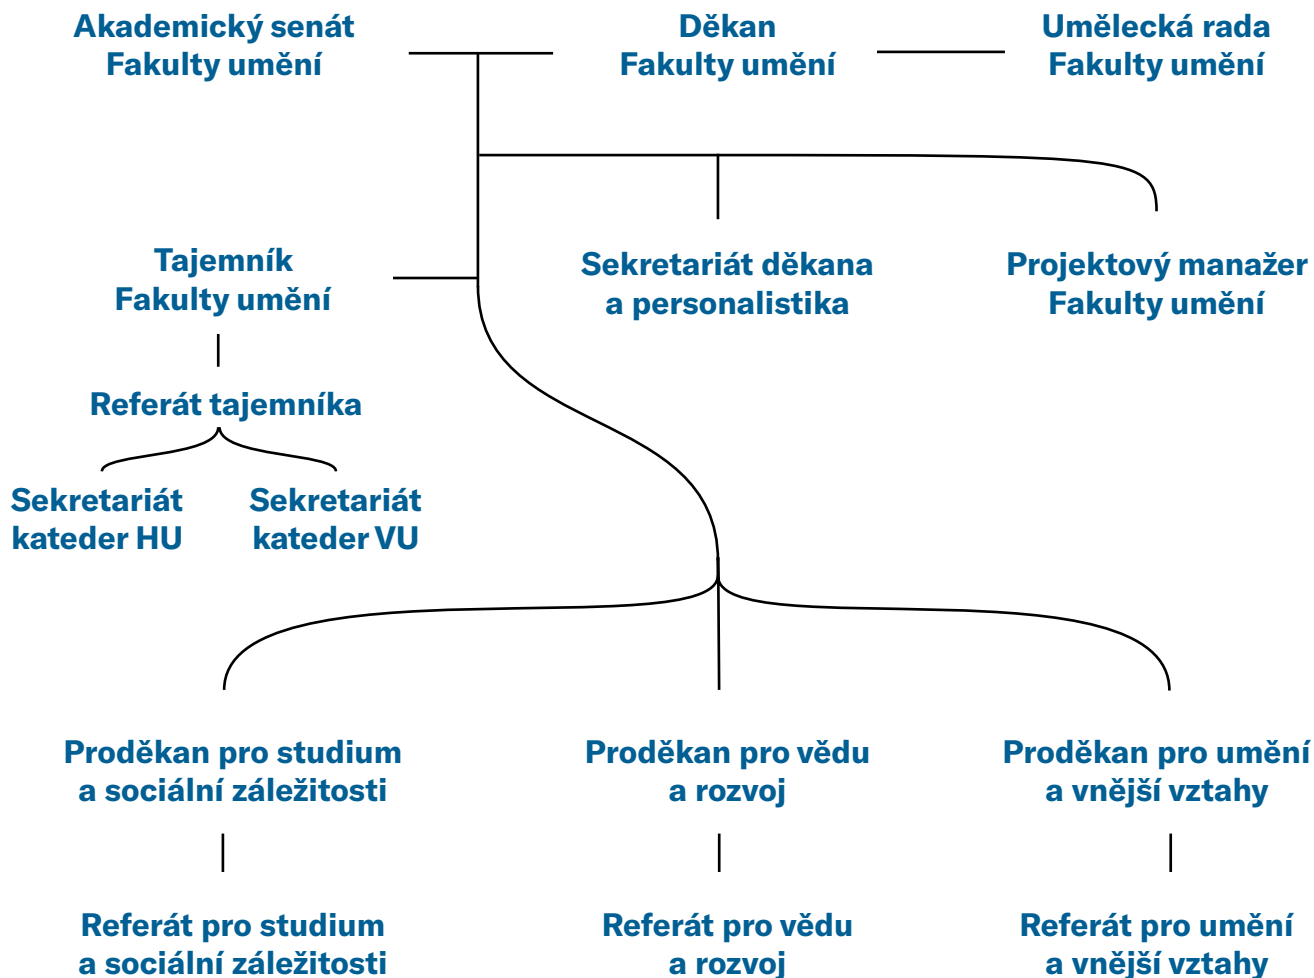 Akademický senát
Fakulty umění
Děkan
Fakulty umění
Umělecká rada
Fakulty umění
Tajemník
Fakulty umění
Sekretariát děkana
a personalistika
Projektový manažer
Fakulty umění
Referát tajemníka
Sekretariát
kateder HU
Sekretariát
kateder VU
Proděkan pro studium
a sociální záležitosti
Proděkan pro vědu
a rozvoj
Proděkan pro umění
a vnější vztahy
Referát pro studium
a sociální záležitosti
Referát pro vědu
a rozvoj
Referát pro umění
a vnější vztahy